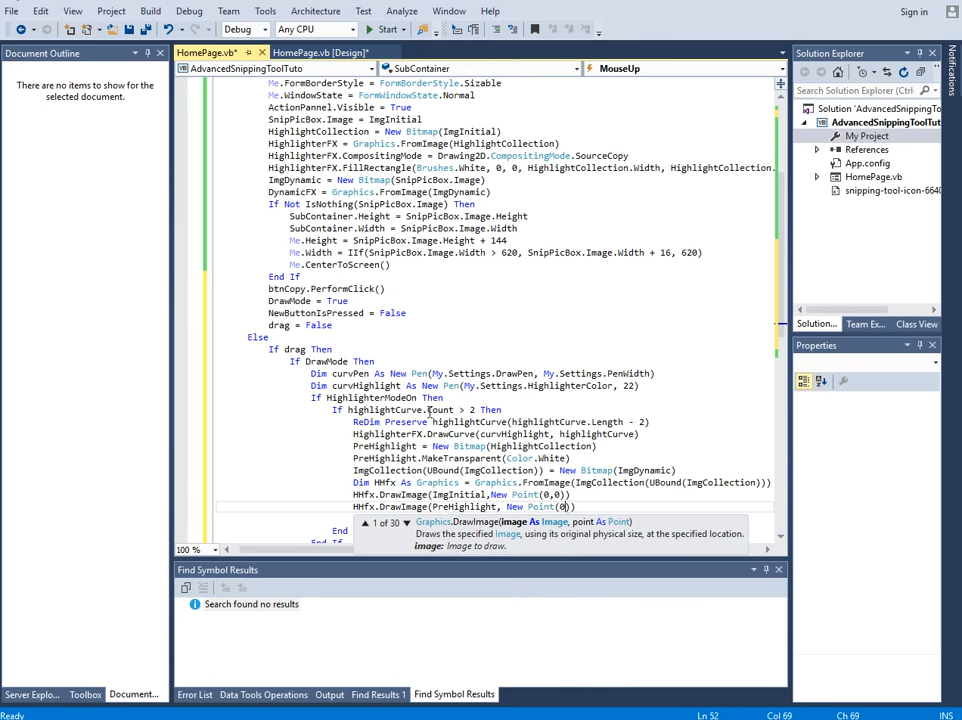 File Edit View Project Build Debug Team Tools Architecture Test Analyze Window Help Sign in
Debug Any CPU Start
Document Outline
There are no items to show for the
selected document.
HomePage.vb* HomePage.vb [Design]*
AdvancedSnippingToolTuto SubContainer MouseUp
Me.FormBorderStyle = FormBorderStyle.Sizable
Me.WindowState = FormWindowState.Normal
ActionPannel.Visible = True
SnipPicBox.Image = ImgInitial
HighlightCollection = New Bitmap(ImgInitial)
HighlighterFX = Graphics.FromImage(HighlightCollection)
HighlighterFX.CompositingMode = Drawing2D.CompositingMode.SourceCopy
HighlighterFX.FillRectangle(Brushes.White, 0, 0, HighlightCollection.Width, HighlightCollection.
ImgDynamic = New Bitmap(SnipPicBox.Image)
DynamicFX = Graphics.FromImage(ImgDynamic)
If Not IsNothing(SnipPicBox.Image) Then
SubContainer.Height = SnipPicBox.Image.Height
SubContainer.Width = SnipPicBox.Image.Width
Me.Height = SnipPicBox.Image.Height + 144
Me.Width = IIf(SnipPicBox.Image.Width > 620, SnipPicBox.Image.Width + 16, 620)
Me.CenterToScreen()
End If
btnCopy.PerformClick()
DrawMode = True
NewButtonIsPressed = False
drag = False
Else
If drag Then
If DrawMode Then
Dim curvPen As New Pen(My.Settings.DrawPen, My.Settings.PenWidth)
Dim curvHighlight As New Pen(My.Settings.HighlighterColor, 22)
If HighlighterModeOn Then
If highlightCurve.Count > 2 Then
ReDim Preserve highlightCurve(highlightCurve.Length - 2)
HighlighterFX.DrawCurve(curvHighlight, highlightCurve)
PreHighlight = New Bitmap(HighlightCollection)
PreHighlight.MakeTransparent(Color.White)
ImgCollection(UBound(ImgCollection)) = New Bitmap(ImgDynamic)
Dim HHfx As Graphics = Graphics.FromImage(ImgCollection(UBound(ImgCollection)))
HHfx.DrawImage(ImgInitial,New Point(0,0))
HHfx.DrawImage(PreHighlight, New Point(0))
1 of 30 Graphics.DrawImage(image As Image, point As Point)
Draws the specified Image, using its original physical size, at the specified location.
image: Image to draw.
End
100 %
Find Symbol Results
Search found no results
Solution Explorer
Search Solution Explorer (Ctrl-
Solution 'AdvancedSnippingTo
AdvancedSnippingToolTut
My Project
References
App.config
HomePage.vb
snipping-tool-icon-6640
Solution... Team Ex... Class View
Properties
Notifications
Server Explo... Toolbox Document... Error List Data Tools Operations Output Find Results 1 Find Symbol Results
Ready Ln 52 Col 69 Ch 69 INS